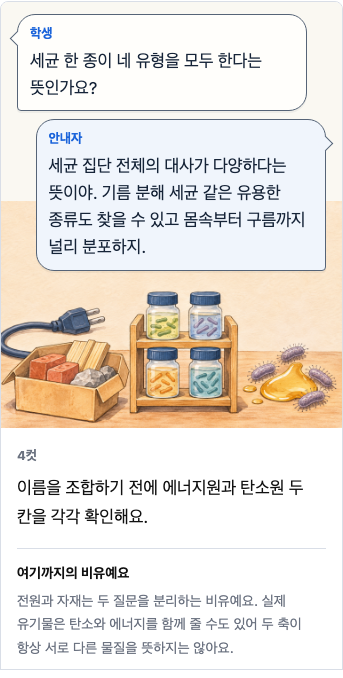 학생
세균 한 종이 네 유형을 모두 한다는
뜻인가요?
안내자
세균 집단 전체의 대사가 다양하다는
뜻이야. 기름 분해 세균 같은 유용한
종류도 찾을 수 있고 몸속부터 구름까지
널리 분포하지.
4컷
이름을 조합하기 전에 에너지원과 탄소원 두
칸을 각각 확인해요.
여기까지의 비유예요
전원과 자재는 두 질문을 분리하는 비유예요. 실제
유기물은 탄소와 에너지를 함께 줄 수도 있어 두 축이
항상 서로 다른 물질을 뜻하지는 않아요.